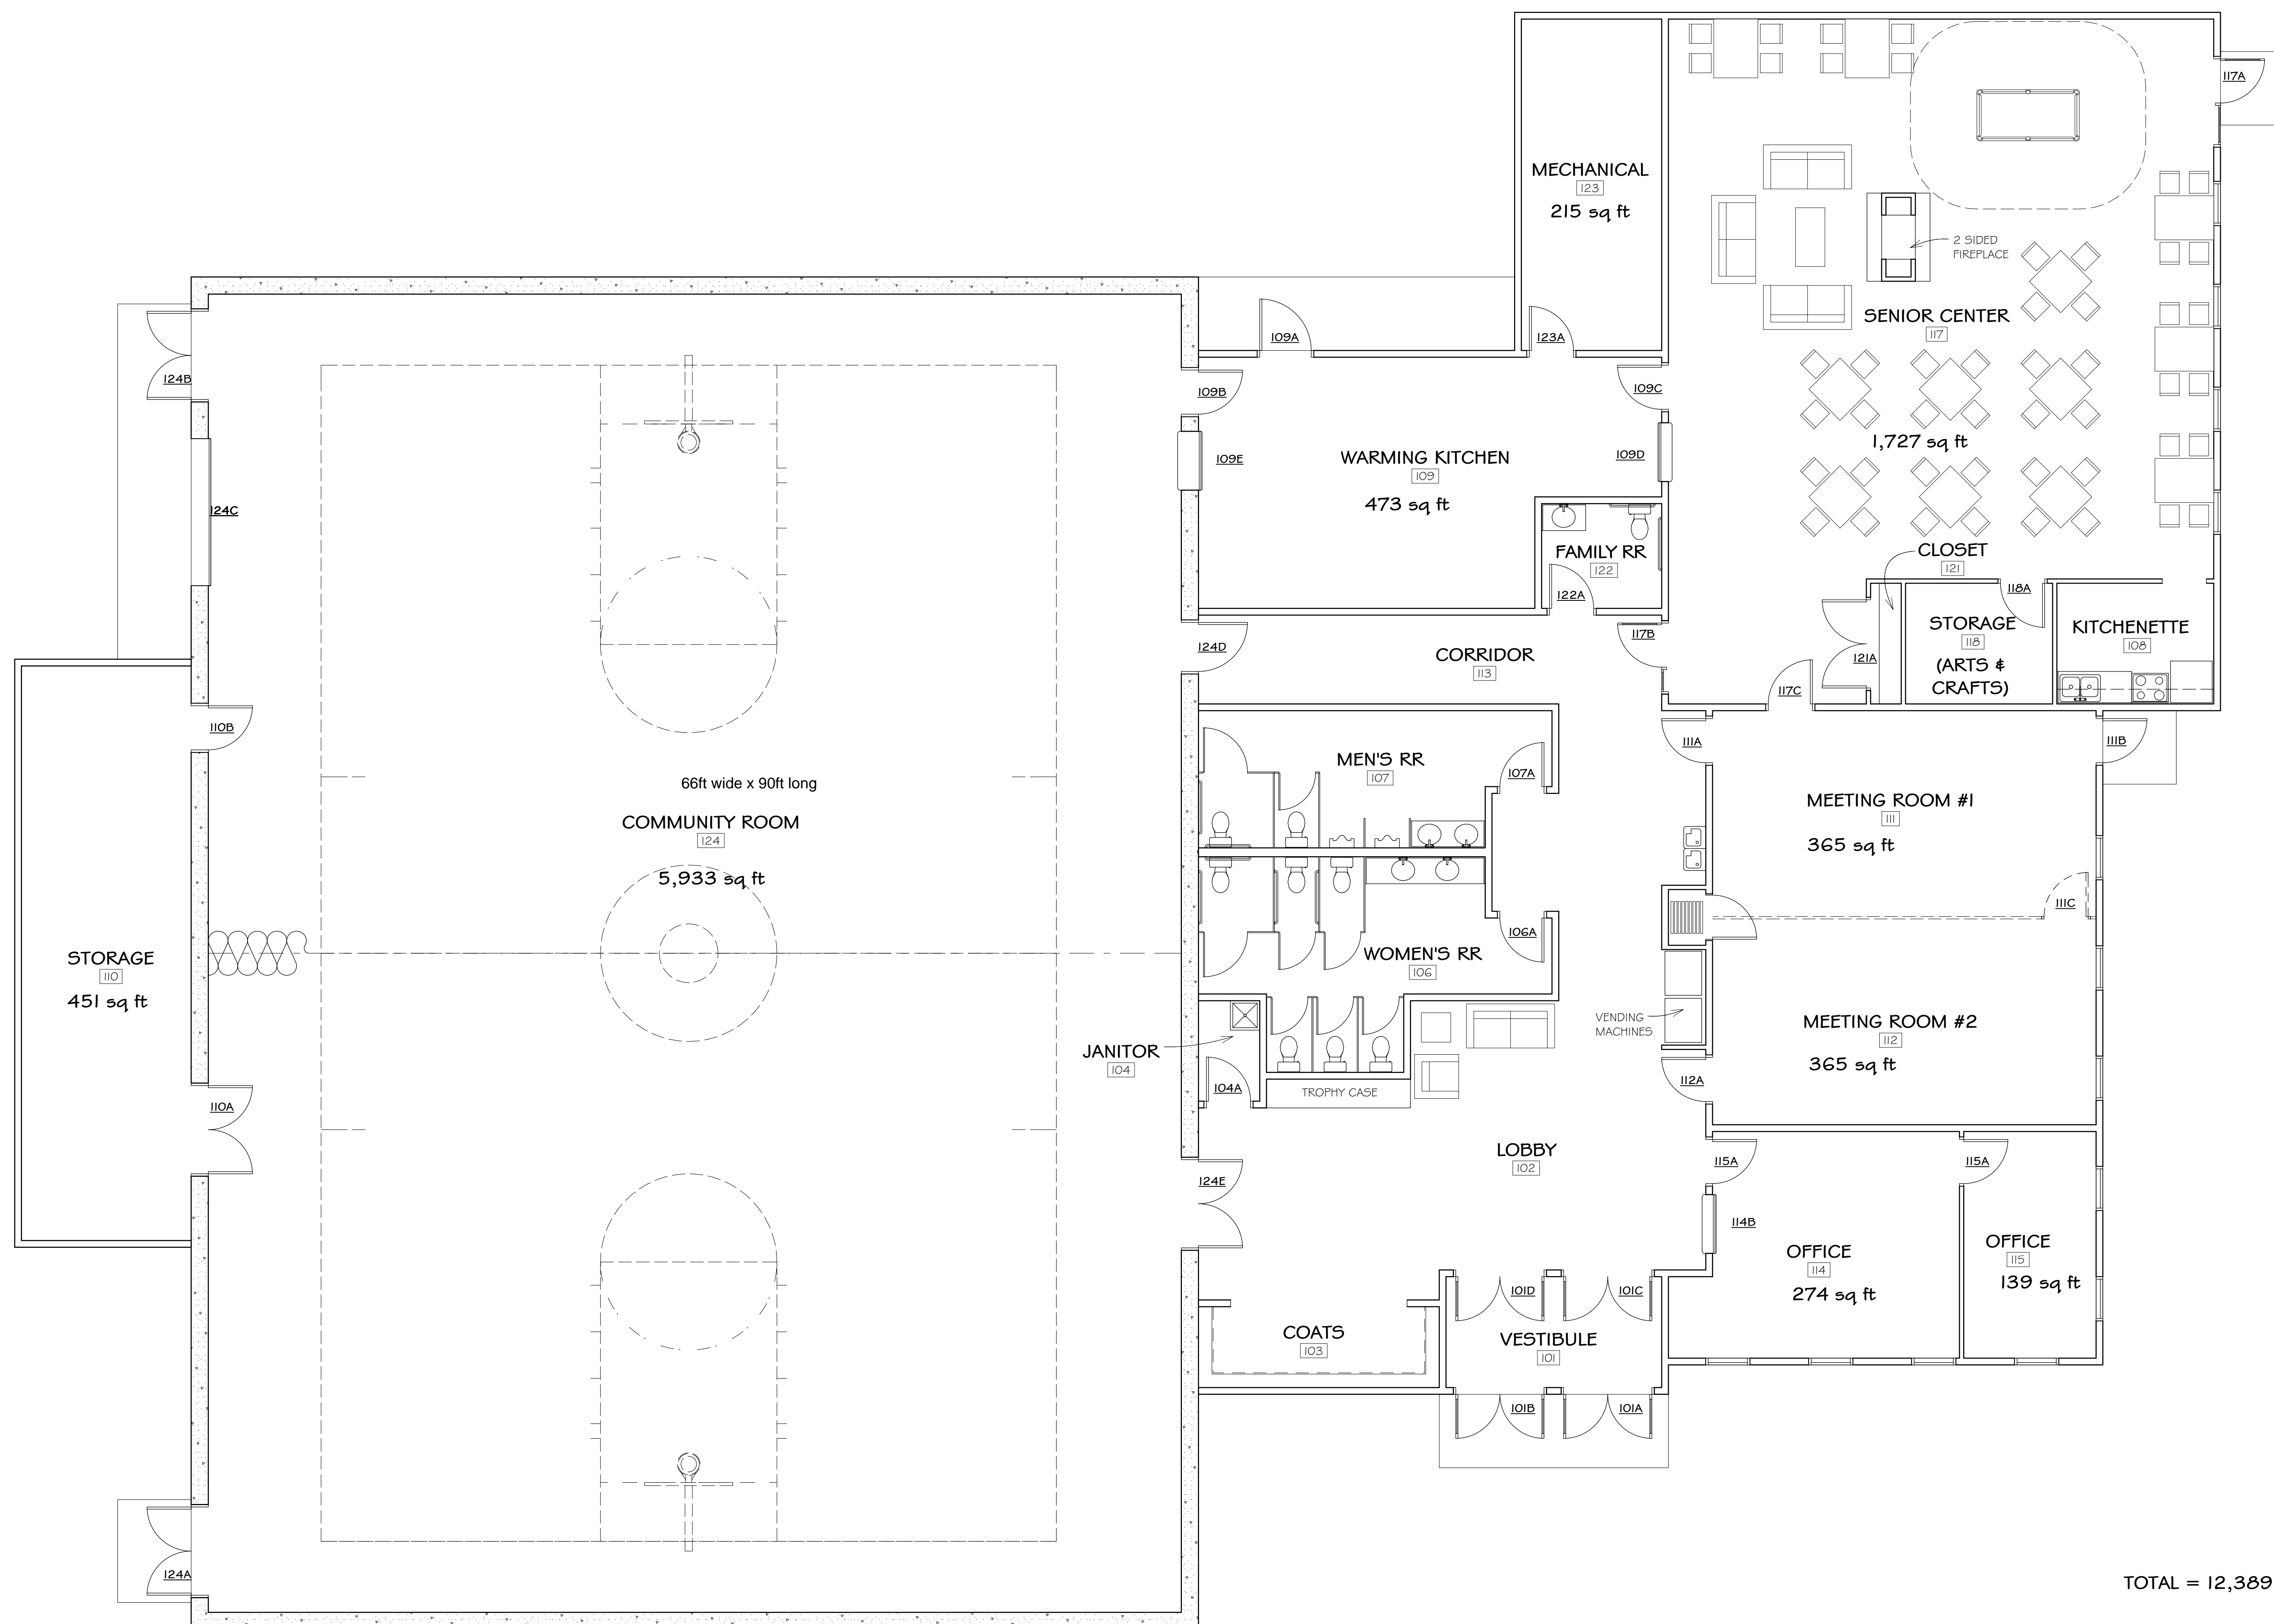 117A
MECHANICAL
123
215 sq ft
2 SIDED
FIREPLACE
SENIOR CENTER
117
109A
123A
124B
109B
109C
1,727 sq ft
109E
WARMING KITCHEN
109
109D
473 sq ft
124C
FAMILY RR
122
CLOSET
121
122A
118A
STORAGE
118
(ARTS &
CRAFTS)
KITCHENETTE
108
117B
124D
CORRIDOR
113
121A
117C
110B
111A
111B
MEN'S RR
107
107A
66ft wide x 90ft long
COMMUNITY ROOM
124
5,933 sq ft
MEETING ROOM #1
111
365 sq ft
111C
106A
WOMEN'S RR
106
STORAGE
110
451 sq ft
VENDING
MACHINES
MEETING ROOM #2
112
365 sq ft
JANITOR
104
104A
TROPHY CASE
112A
110A
LOBBY
102
115A
115A
124E
114B
OFFICE
114
274 sq ft
OFFICE
115
139 sq ft
101D
101C
COATS
103
VESTIBULE
101
101B
101A
124A
TOTAL = 12,389